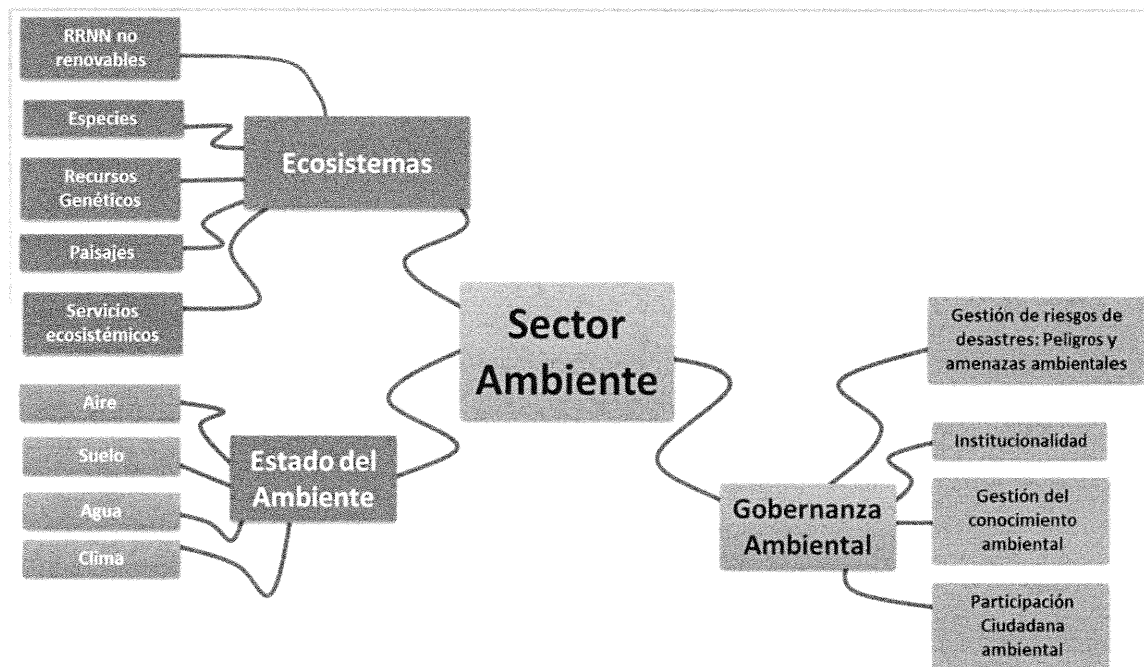 RRNN no
renovables
Especies
Recursos
Genéticos
Paisajes
Servicios
ecosistémicos
Ecosistemas
Aire
Suelo
Agua
Clima
Estado del
Ambiente
Sector
Ambiente
Gobernanza
Ambiental
Gestión de riesgos de
desastres: Peligros y
amenazas ambientales
Institucionalidad
Gestión del
conocimiento
ambiental
Participación
Ciudadana
ambiental